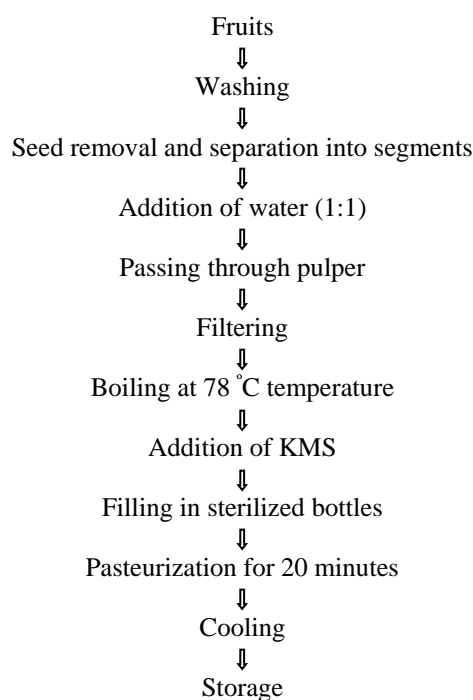 Fruits
⇩
Washing
⇩
Seed removal and separation into segments
⇩
Addition of water (1:1)
⇩
Passing through pulper
⇩
Filtering
⇩
Boiling at 78 °C temperature
⇩
Addition of KMS
⇩
Filling in sterilized bottles
⇩
Pasteurization for 20 minutes
⇩
Cooling
⇩
Storage